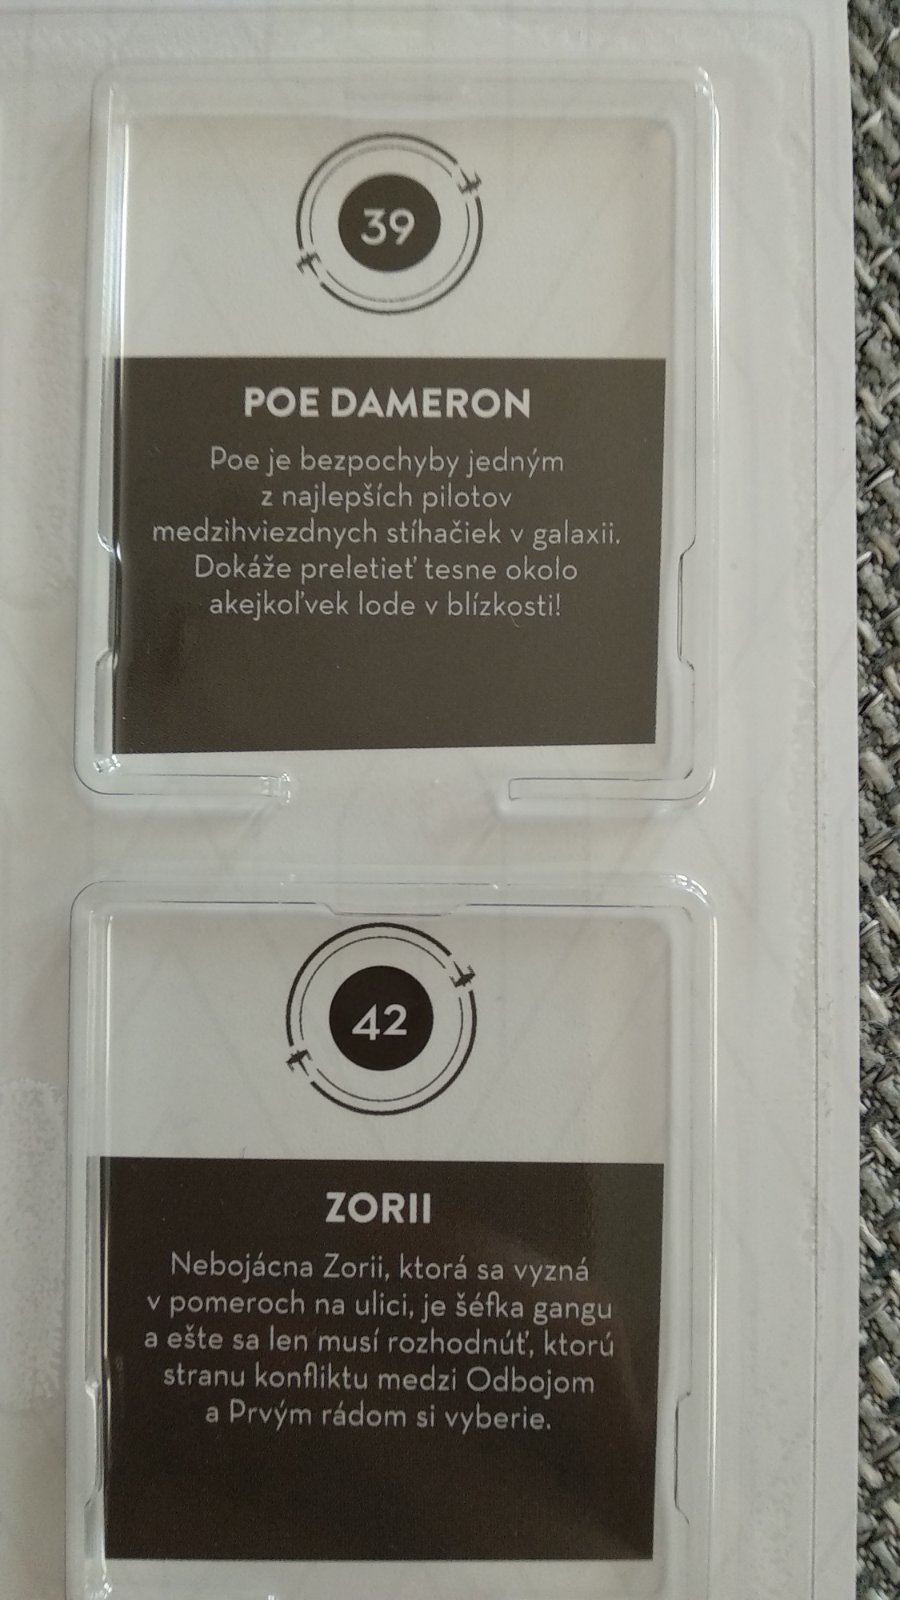 39
POE DAMERON
Poe je bezpochyby jedným
z najlepších pilotov
medzihviezdnych stíhačiek v galaxii.
Dokáže preletieť tesne okolo
akejkoľvek lode v blízkosti!
42
ZORII
Nebojácna Zorii, ktorá sa vyzná
v pomeroch na ulici, je šéfka gangu
a ešte sa len musí rozhodnúť, ktorú
stranu konfliktu medzi Odbojom
a Prvým rádom si vyberie.